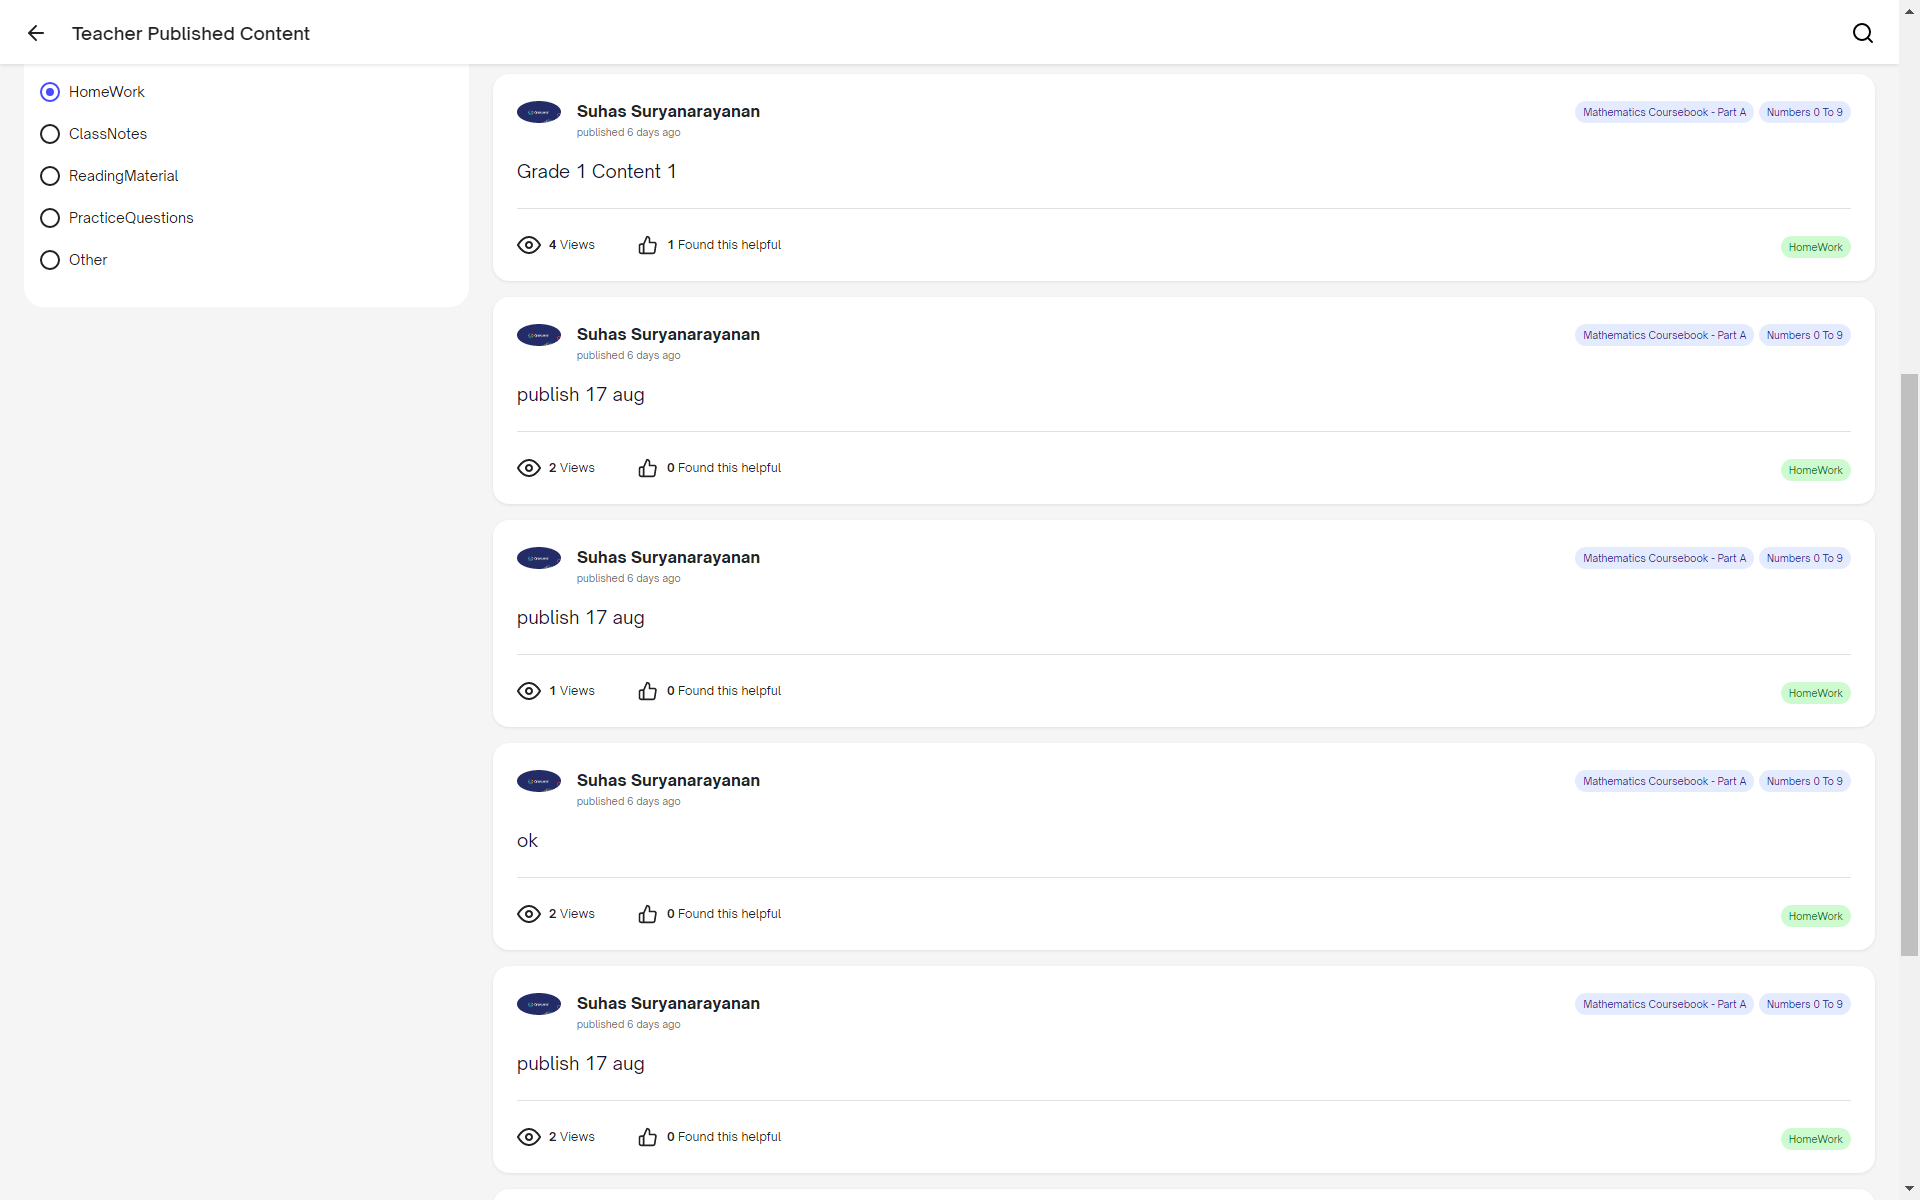 Teacher Published Content
HomeWork
ClassNotes
ReadingMaterial
PracticeQuestions
Other
Suhas Suryanarayanan
published 6 days ago
Mathematics Coursebook - Part A
Numbers 0 To 9
Grade 1 Content 1
4 Views
1 Found this helpful
HomeWork
Suhas Suryanarayanan
published 6 days ago
Mathematics Coursebook - Part A
Numbers 0 To 9
publish 17 aug
2 Views
0 Found this helpful
HomeWork
Suhas Suryanarayanan
published 6 days ago
Mathematics Coursebook - Part A
Numbers 0 To 9
publish 17 aug
1 Views
0 Found this helpful
HomeWork
Suhas Suryanarayanan
published 6 days ago
Mathematics Coursebook - Part A
Numbers 0 To 9
ok
2 Views
0 Found this helpful
HomeWork
Suhas Suryanarayanan
published 6 days ago
Mathematics Coursebook - Part A
Numbers 0 To 9
publish 17 aug
2 Views
0 Found this helpful
HomeWork